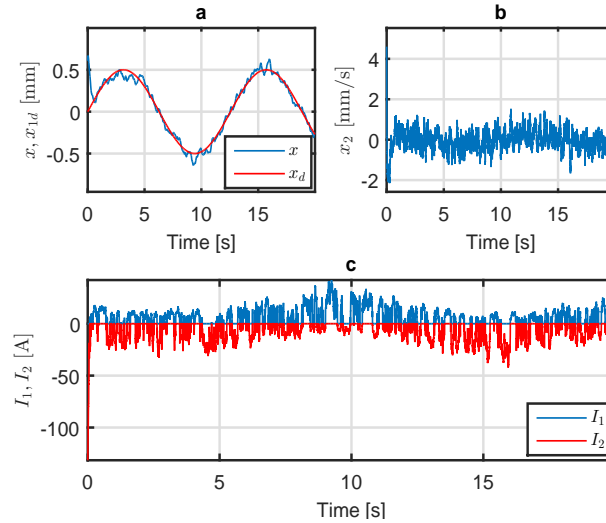 a
b
0.5
0
-0.5
x, x_{1d} [mm]
x
x_d
0 5 10 15
Time [s]
4
2
0
-2
x_2 [mm/s]
0 5 10 15
Time [s]
c
0
-50
-100
I_1, I_2 [A]
I_1
I_2
0 5 10 15
Time [s]